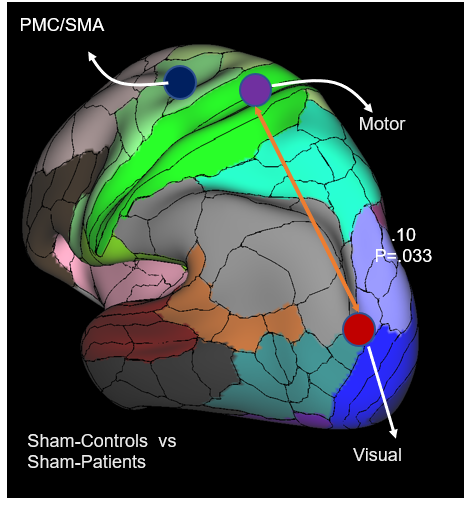 PMC/SMA
Motor
.10
P=.033
Sham-Controls vs
Sham-Patients
Visual